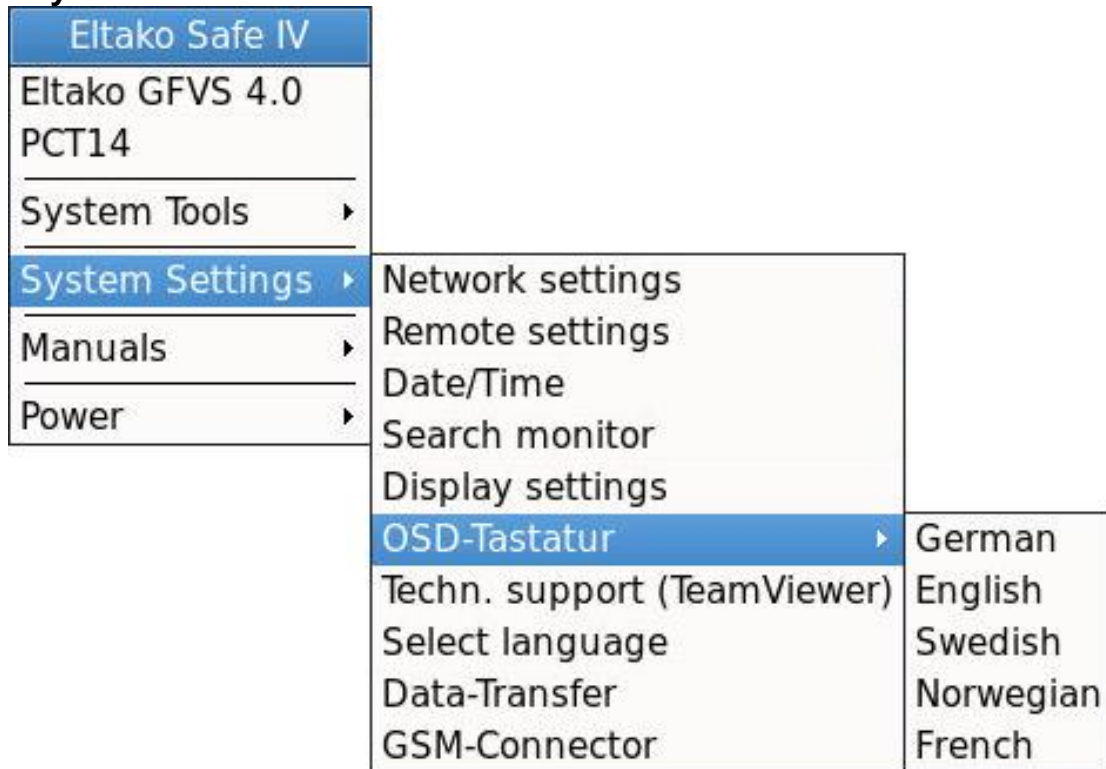 Eltako Safe IV
Eltako GFVS 4.0
PCT14
System Tools
System Settings
Manuals
Power
Network settings
Remote settings
Date/Time
Search monitor
Display settings
OSD-Tastatur
Techn. support (TeamViewer)
Select language
Data-Transfer
GSM-Connector
German
English
Swedish
Norwegian
French